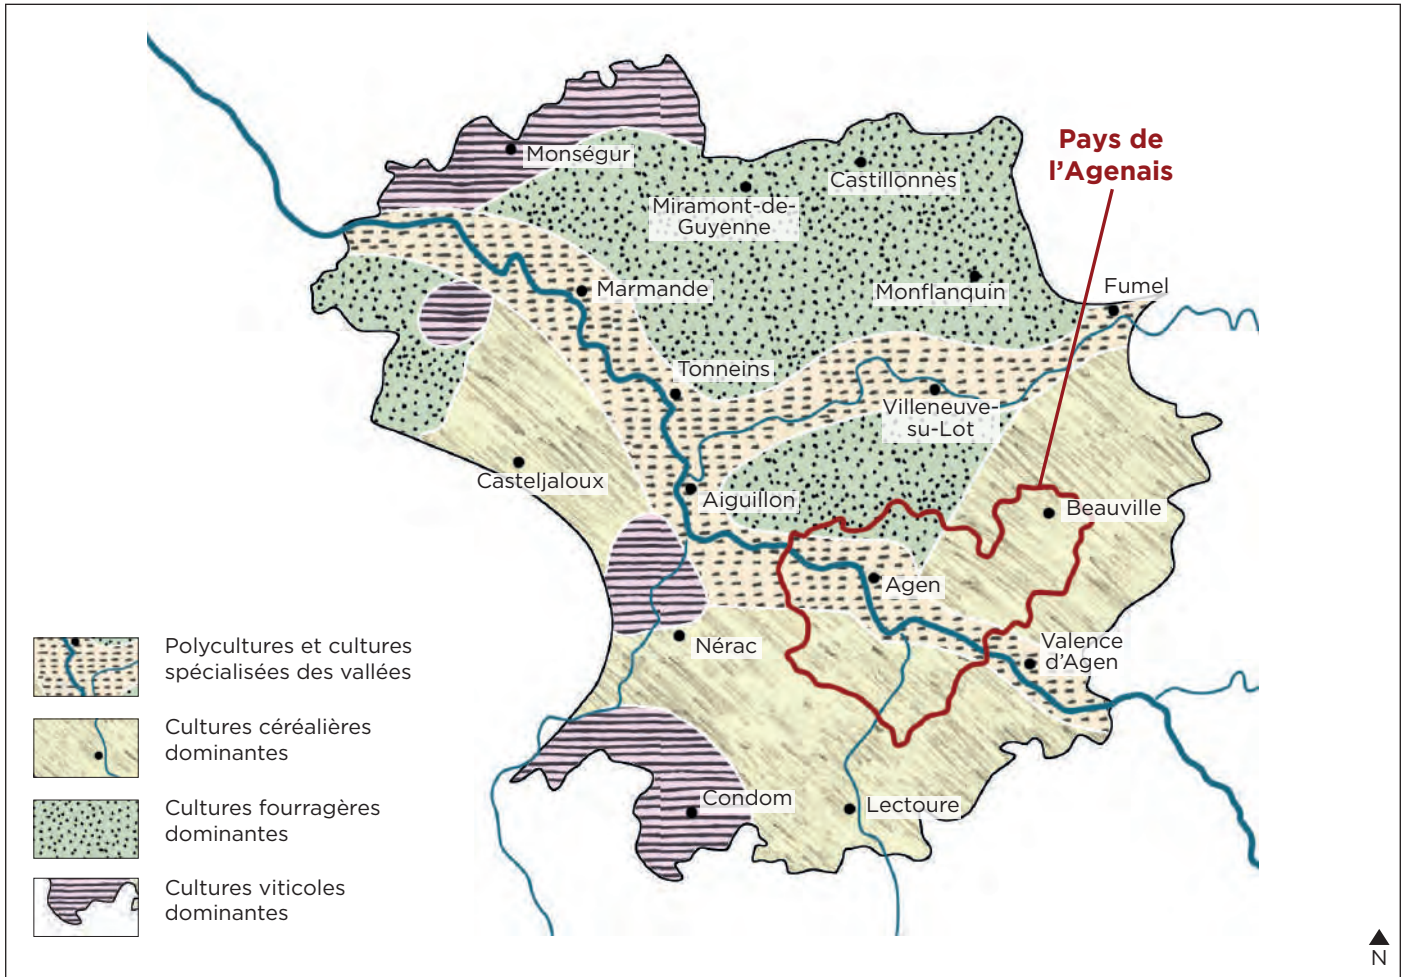 Pays de
l'Agenais
Monségur
Castillonnès
Miramont-de-
Guyenne
Monflanquin
Fumel
Marmande
Tonneins
Villeneuve-
su-Lot
Casteljaloux
Aiguillon
Beauville
Agen
Nérac
Valence
d'Agen
Condom
Lectoure
Polycultures et cultures
spécialisées des vallées
Cultures céréalières
dominantes
Cultures fourragères
dominantes
Cultures viticoles
dominantes
N